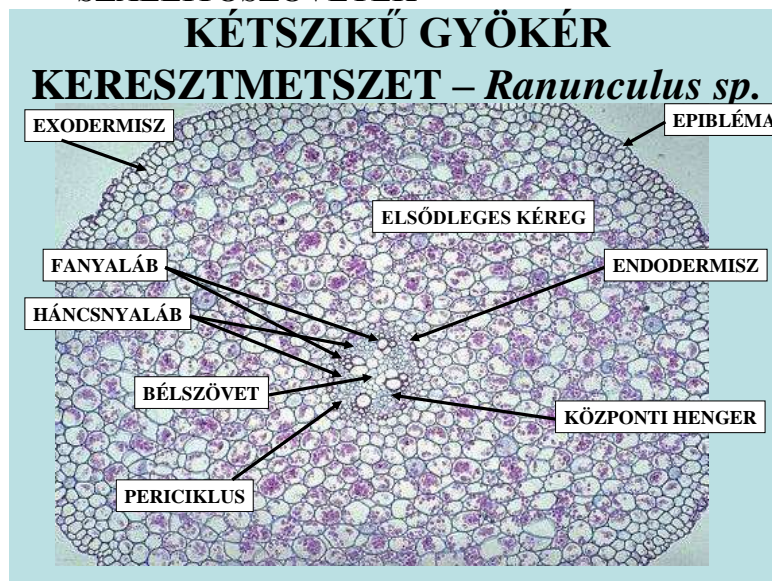 KÉTSZIKŰ GYÖKÉR
KERESZTMETSZET – Ranunculus sp.
EXODERMISZ
EPIBLÉMA
ELSŐDLEGES KÉREG
FANYALÁB
ENDODERMISZ
HÁNCSNYALÁB
BÉLSZÖVET
KÖZPONTI HENGER
PERICIKLUS